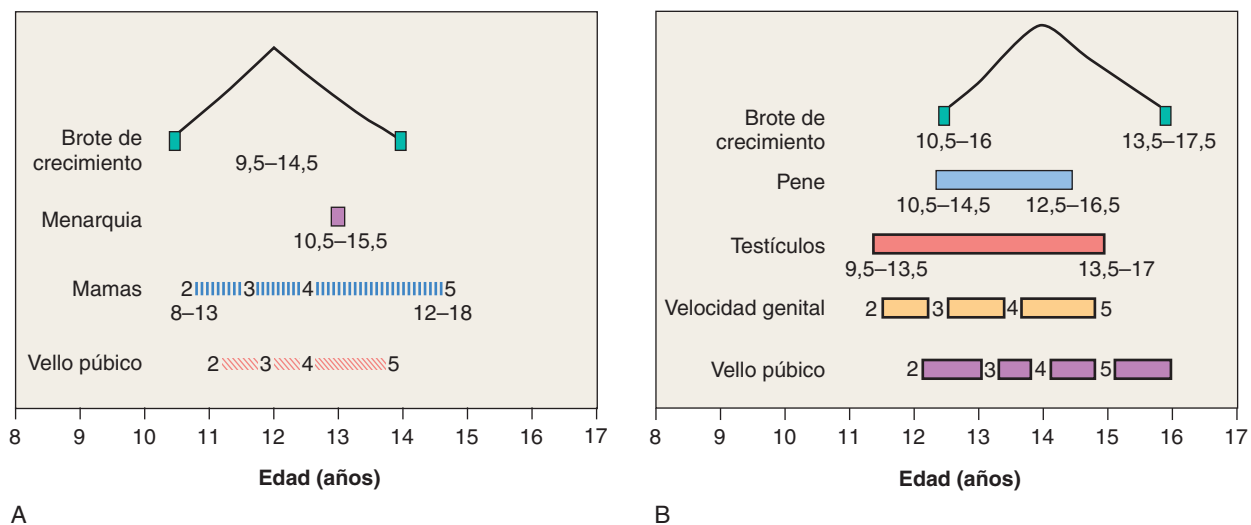 Brote de
crecimiento
9,5–14,5
Menarquia
10,5–15,5
Mamas
2 3 4 5
8–13 12–18
Vello púbico
2 3 4 5
8 9 10 11 12 13 14 15 16 17
Edad (años)
A
Brote de
crecimiento
10,5–16 13,5–17,5
Pene
10,5–14,5 12,5–16,5
Testículos
9,5–13,5 13,5–17
Velocidad genital
2 3 4 5
Vello púbico
2 3 4 5
8 9 10 11 12 13 14 15 16 17
Edad (años)
B